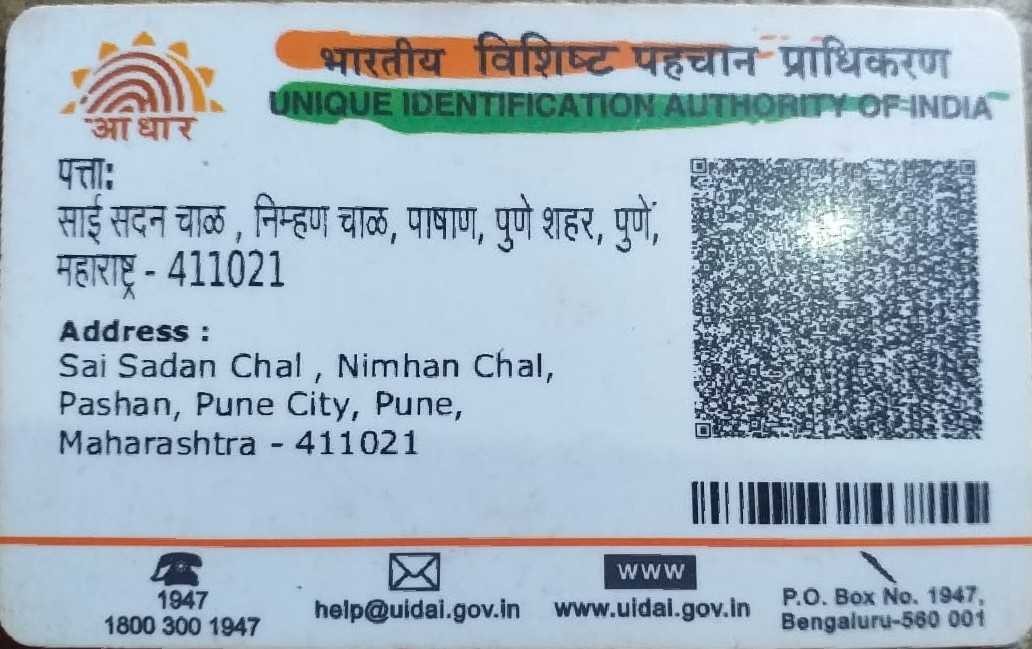 आधार
भारतीय विशिष्ट पहचान प्राधिकरण
UNIQUE IDENTIFICATION AUTHORITY OF INDIA
पत्ता:
साई सदन चाळ , निम्हण चाळ, पाषाण, पुणे शहर, पुणे,
महाराष्ट्र - 411021
Address :
Sai Sadan Chal , Nimhan Chal,
Pashan, Pune City, Pune,
Maharashtra - 411021
1947
1800 300 1947
help@uidai.gov.in
www
www.uidai.gov.in
P.O. Box No. 1947,
Bengaluru-560 001